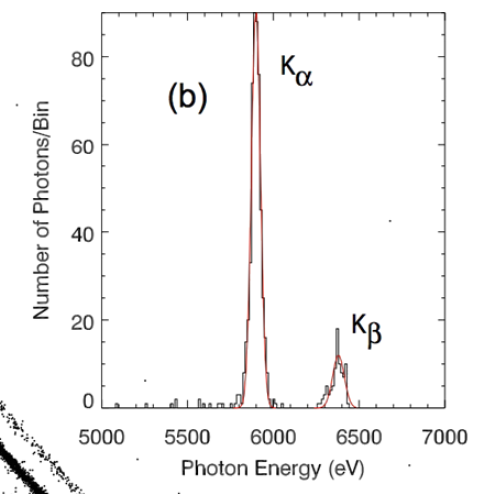 80
60
40
20
0
Number of Photons/Bin
(b)
Kα
Kβ
5000 5500 6000 6500 7000
Photon Energy (eV)